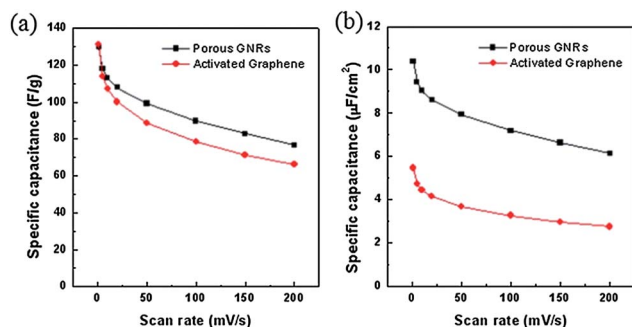 (a)
140
120
100
80
60
40
20
0
Specific capacitance (F/g)
Porous GNRs
Activated Graphene
0 50 100 150 200
Scan rate (mV/s)
(b)
12
10
8
6
4
2
0
Specific capacitance (µF/cm²)
Porous GNRs
Activated Graphene
0 50 100 150 200
Scan rate (mV/s)